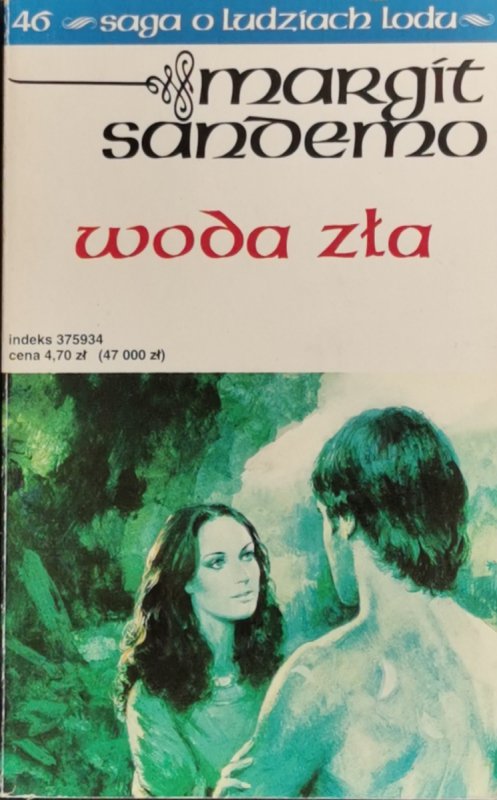 46 saga o ludziach lodu
margit
sandemo
woda zła
indeks 375934
cena 4,70 zł (47 000 zł)